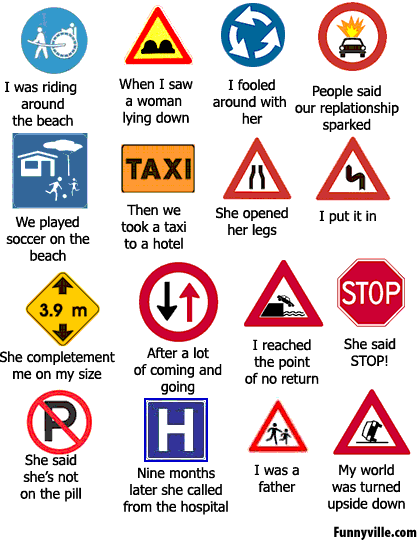 I was riding
around
the beach
When I saw
a woman
lying down
I fooled
around with
her
People said
our replationship
sparked
We played
soccer on the
beach
TAXI
Then we
took a taxi
to a hotel
She opened
her legs
I put it in
3.9 m
She completement
me on my size
After a lot
of coming and
going
I reached
the point
of no return
STOP
She said
STOP!
P
She said
she's not
on the pill
H
Nine months
later she called
from the hospital
I was a
father
My world
was turned
upside down
Funnyville.com